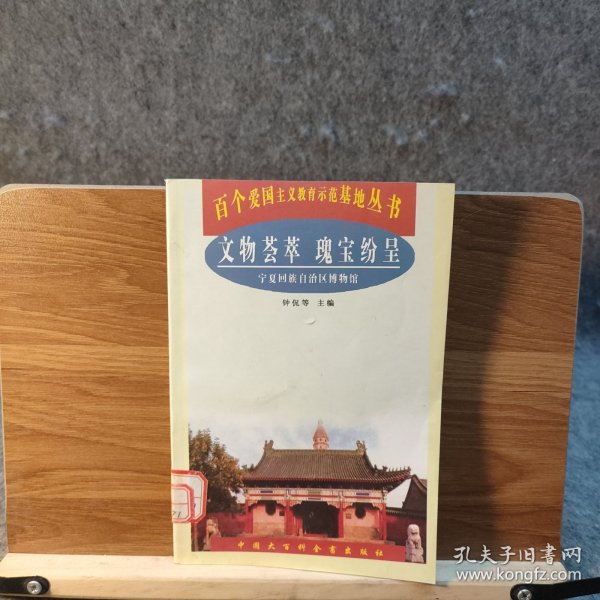 百个爱国主义教育示范基地丛书
文物荟萃 瑰宝纷呈
宁夏回族自治区博物馆
钟侃等 主编
中国大百科全书出版社
孔夫子旧书网
www.kongfz.com